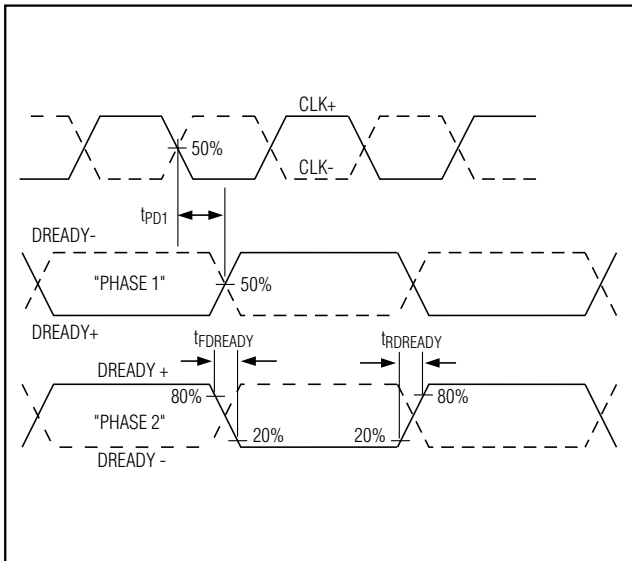 CLK+
50%
CLK-
tPD1
DREADY-
"PHASE 1"
50%
DREADY+
tFDREADY
tRDREADY
DREADY +
80%
80%
"PHASE 2"
20%
20%
DREADY -